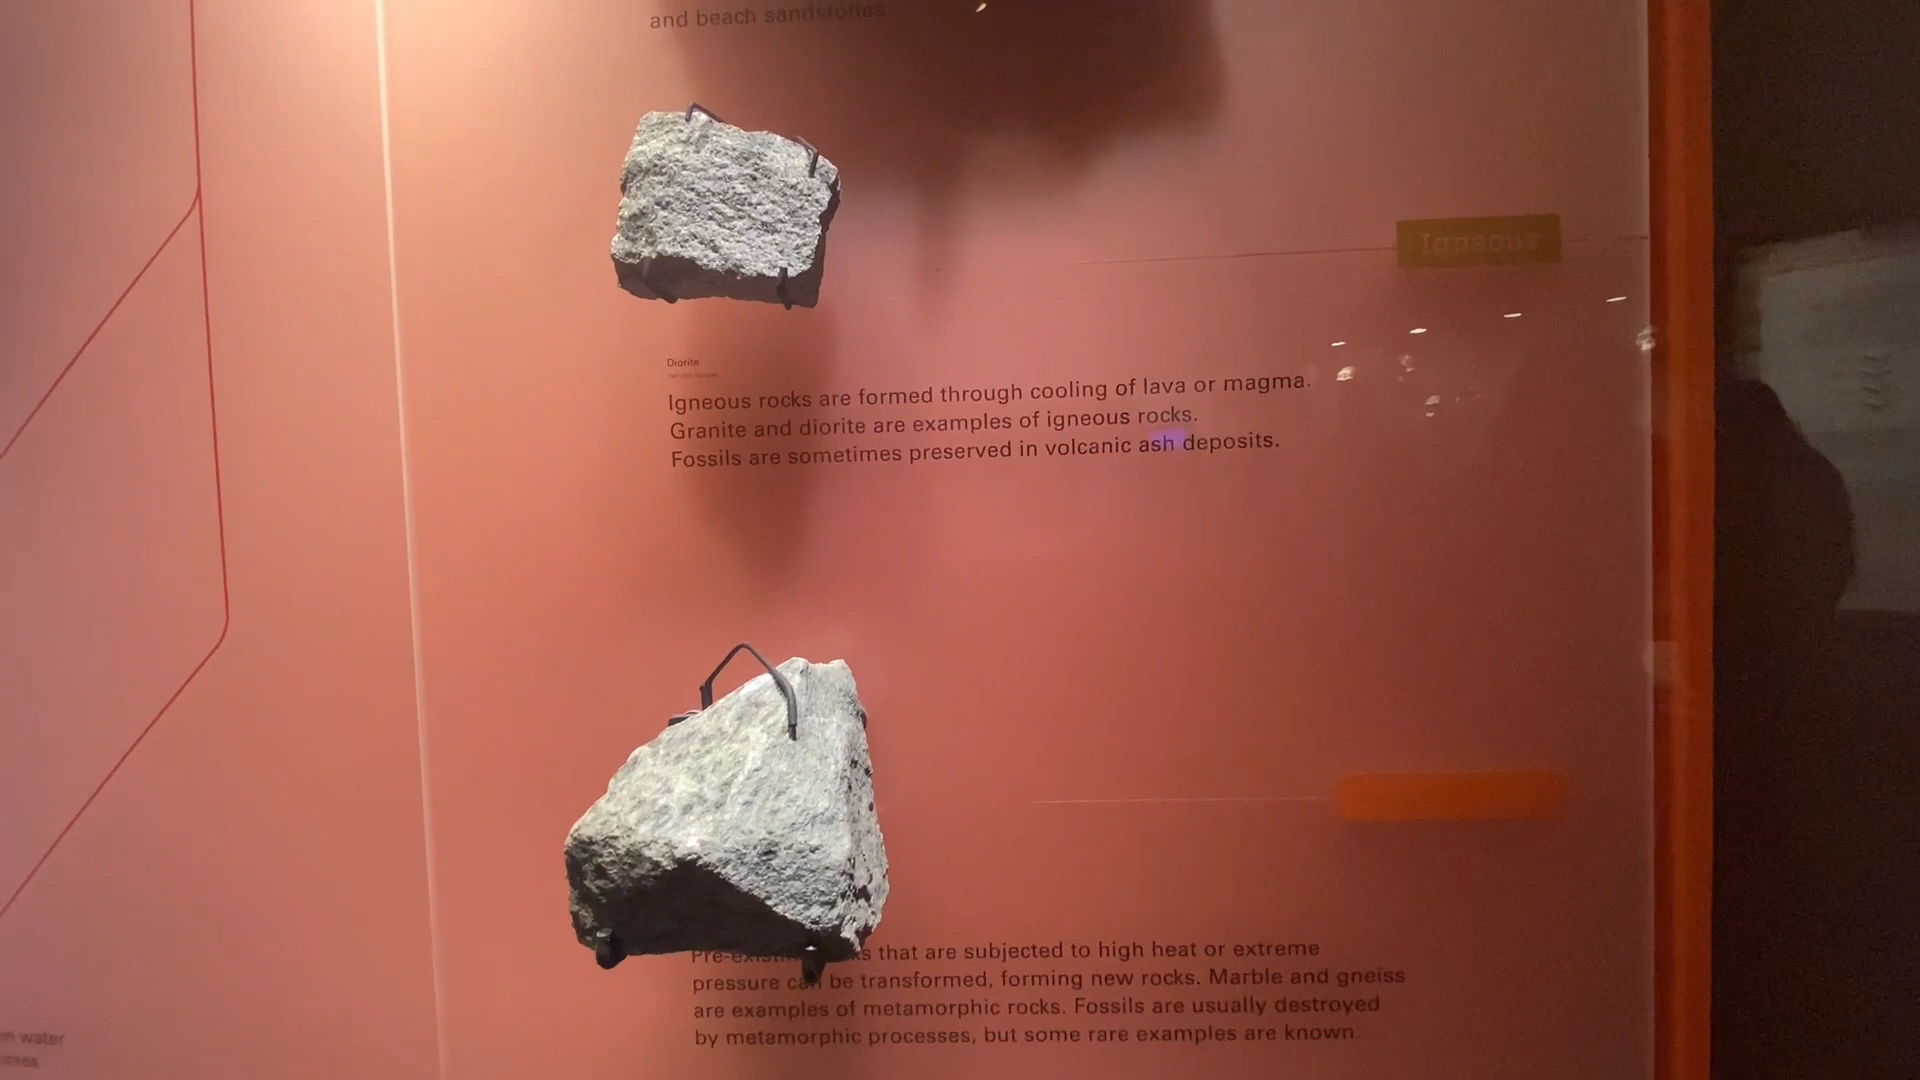 and beach sandstones.
Igneous
Diorite
Igneous rocks are formed through cooling of lava or magma.
Granite and diorite are examples of igneous rocks.
Fossils are sometimes preserved in volcanic ash deposits.
that are subjected to high heat or extreme
pressure can be transformed, forming new rocks. Marble and gneiss
are examples of metamorphic rocks. Fossils are usually destroyed
by metamorphic processes, but some rare examples are known.
water